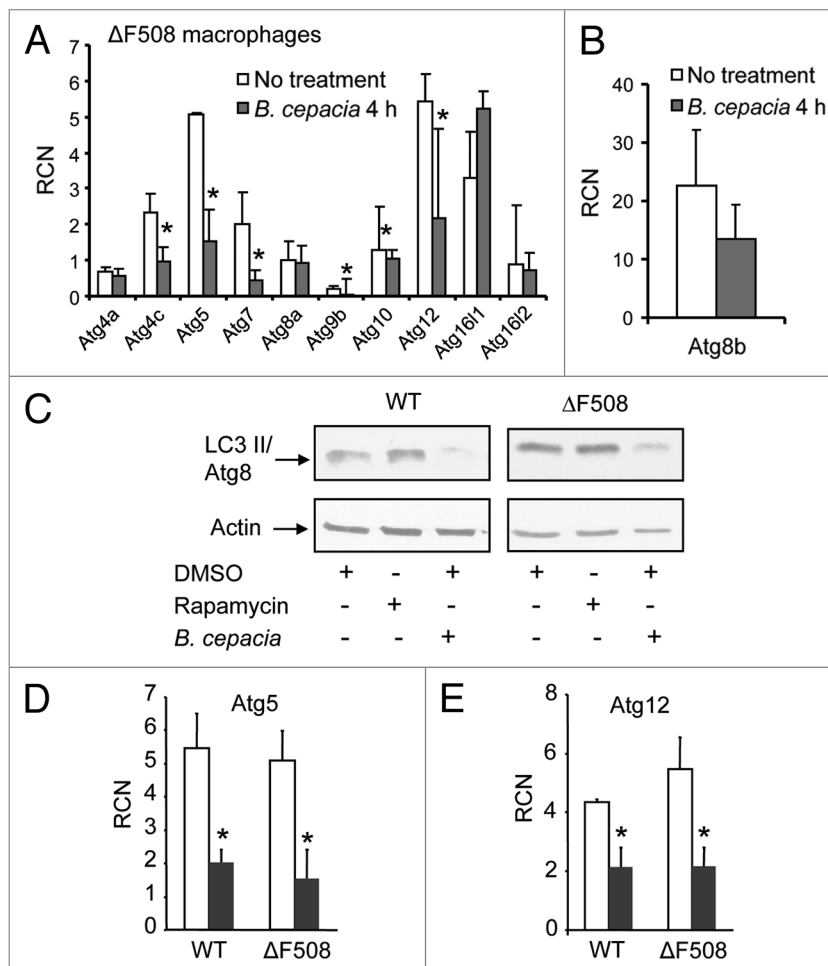 A
ΔF508 macrophages
RCN
7
6
5
4
3
2
1
0
No treatment
B. cepacia 4 h
*
*
*
*
*
*
Atg4a Atg4c Atg5 Atg7 Atg8a Atg9b Atg10 Atg12 Atg16l1 Atg16l2
B
No treatment
B. cepacia 4 h
RCN
40
30
20
10
0
Atg8b
C
WT ΔF508
LC3 II/
Atg8
Actin
DMSO + - + + - +
Rapamycin - + - - + -
B. cepacia - - + - - +
D
Atg5
RCN
7
6
5
4
3
2
1
0
* *
WT ΔF508
E
Atg12
RCN
8
6
4
2
0
* *
WT ΔF508